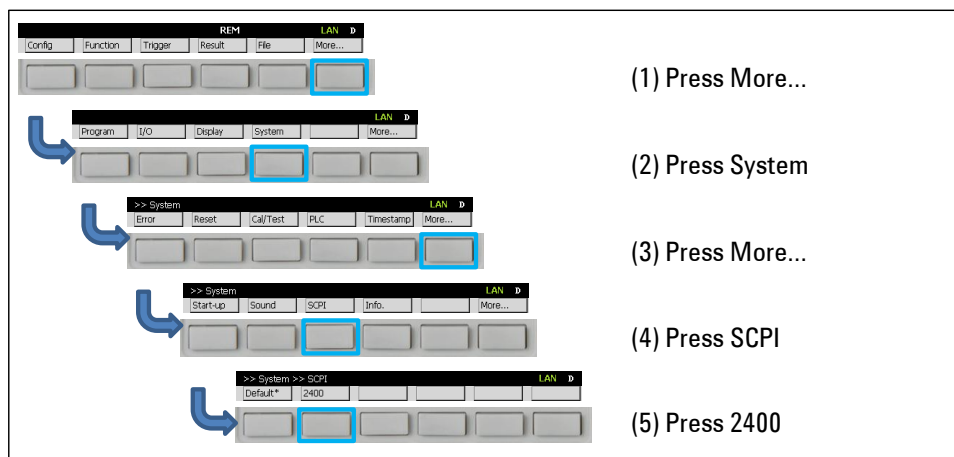 REM LAN D
Config Function Trigger Result File More...
(1) Press More...
LAN D
Program I/O Display System More...
(2) Press System
>> System LAN D
Error Reset Cal/Test PLC Timestamp More...
(3) Press More...
>> System LAN D
Start-up Sound SCPI Info. More...
(4) Press SCPI
>> System >> SCPI LAN D
Default* 2400
(5) Press 2400